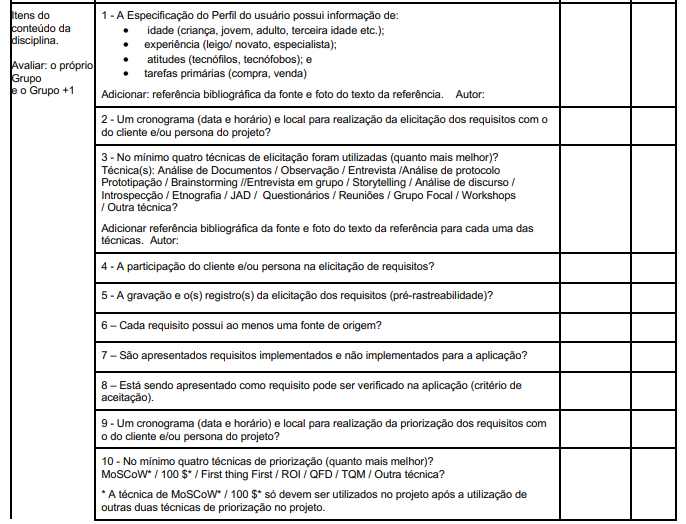 Itens do
conteúdo da
disciplina.
Avaliar: o próprio
Grupo
e o Grupo +1
1 - A Especificação do Perfil do usuário possui informação de:
• idade (criança, jovem, adulto, terceira idade etc.);
• experiência (leigo/ novato, especialista);
• atitudes (tecnófilos, tecnófobos); e
• tarefas primárias (compra, venda)
Adicionar: referência bibliográfica da fonte e foto do texto da referência. Autor:
2 - Um cronograma (data e horário) e local para realização da elicitação dos requisitos com o
do cliente e/ou persona do projeto?
3 - No mínimo quatro técnicas de elicitação foram utilizadas (quanto mais melhor)?
Técnica(s): Análise de Documentos / Observação / Entrevista /Análise de protocolo
Prototipação / Brainstorming //Entrevista em grupo / Storytelling / Análise de discurso /
Introspecção / Etnografia / JAD / Questionários / Reuniões / Grupo Focal / Workshops
/ Outra técnica?
Adicionar referência bibliográfica da fonte e foto do texto da referência para cada uma das
técnicas. Autor:
4 - A participação do cliente e/ou persona na elicitação de requisitos?
5 - A gravação e o(s) registro(s) da elicitação dos requisitos (pré-rastreabilidade)?
6 – Cada requisito possui ao menos uma fonte de origem?
7 – São apresentados requisitos implementados e não implementados para a aplicação?
8 – Está sendo apresentado como requisito pode ser verificado na aplicação (critério de
aceitação).
9 - Um cronograma (data e horário) e local para realização da priorização dos requisitos com
o do cliente e/ou persona do projeto?
10 - No mínimo quatro técnicas de priorização (quanto mais melhor)?
MoSCoW* / 100 $* / First thing First / ROI / QFD / TQM / Outra técnica?
* A técnica de MoSCoW* / 100 $* só devem ser utilizados no projeto após a utilização de
outras duas técnicas de priorização no projeto.